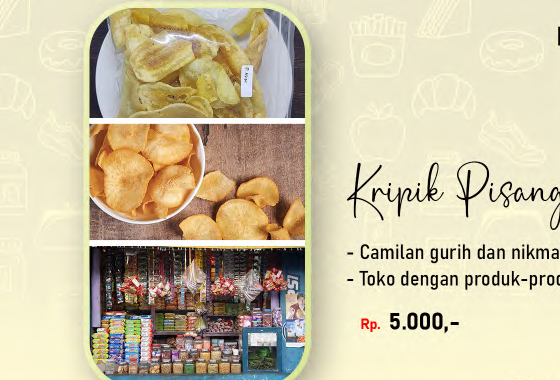 Kripik Pisang
- Camilan gurih dan nikma
- Toko dengan produk-prod
Rp. 5.000,-